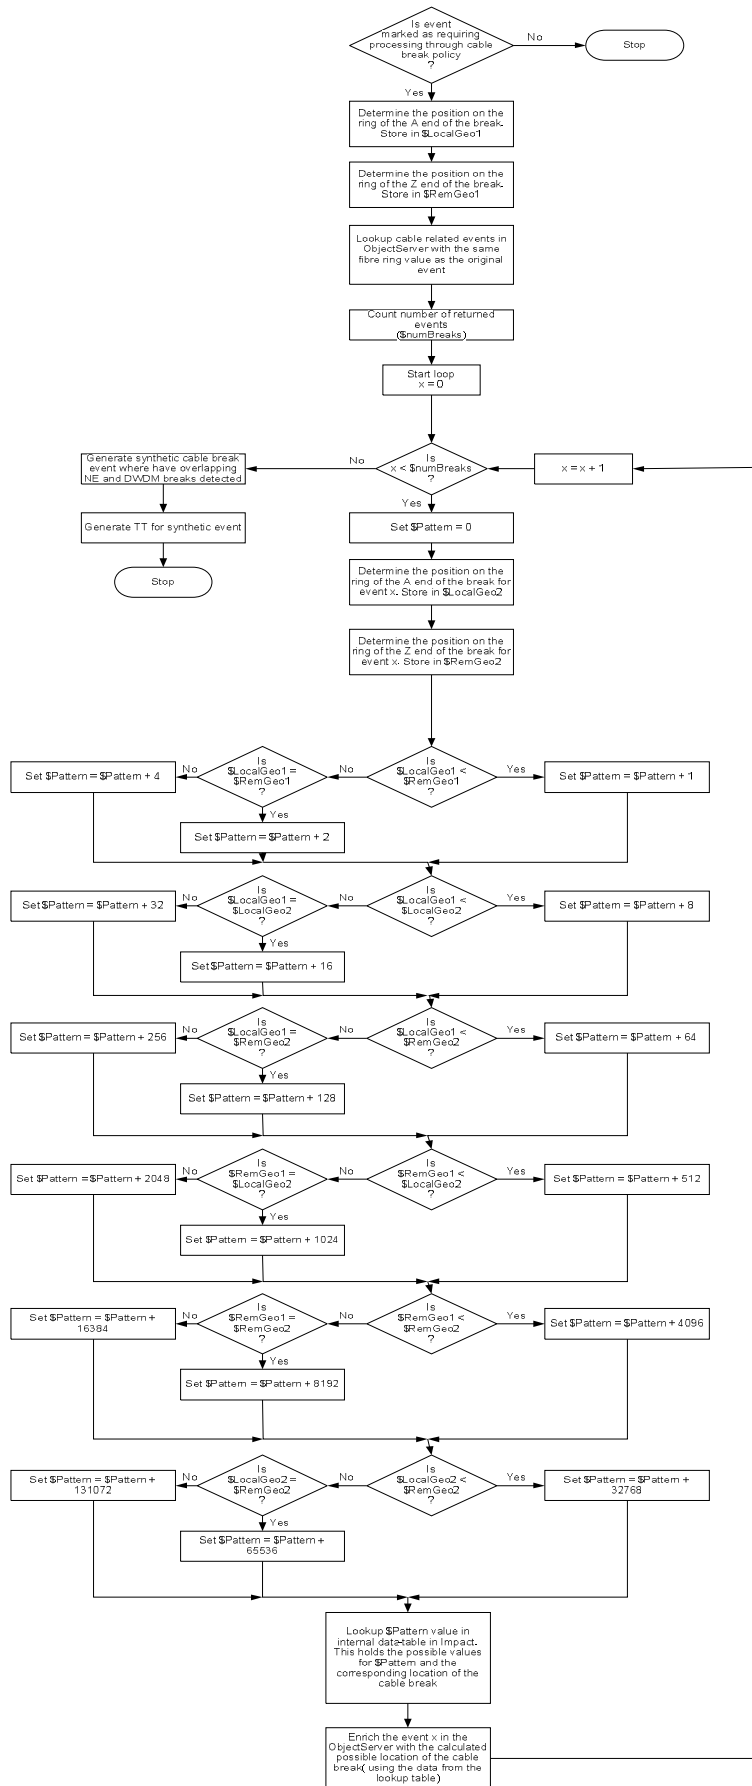 Is event
marked as requiring
processing through cable
break policy
?
No
Stop
Yes
Determine the position on the
ring of the A end of the break.
Store in $LocalGeo1
Determine the position on the
ring of the Z end of the break.
Store in $RemGeo1
Lookup cable related events in
ObjectServer with the same
fibre ring value as the original
event
Count number of returned
events
($numBreaks)
Start loop
x = 0
Is
x < $numBreaks
?
No
Yes
x = x + 1
Generate synthetic cable break
event where have overlapping
NE and DWDM breaks detected
Generate TT for synthetic event
Stop
Set $Pattern = 0
Determine the position on the
ring of the A end of the break for
event x. Store in $LocalGeo2
Determine the position on the
ring of the Z end of the break for
event x. Store in $RemGeo2
Set $Pattern = $Pattern + 4
No
Is
$LocalGeo1 =
$RemGeo1
?
No
Is
$LocalGeo1 <
$RemGeo1
?
Yes
Set $Pattern = $Pattern + 1
Yes
Set $Pattern = $Pattern + 2
Set $Pattern = $Pattern + 32
No
Is
$LocalGeo1 =
$LocalGeo2
?
No
Is
$LocalGeo1 <
$LocalGeo2
?
Yes
Set $Pattern = $Pattern + 8
Yes
Set $Pattern = $Pattern + 16
Set $Pattern = $Pattern + 256
No
Is
$LocalGeo1 =
$RemGeo2
?
No
Is
$LocalGeo1 <
$RemGeo2
?
Yes
Set $Pattern = $Pattern + 64
Yes
Set $Pattern = $Pattern + 128
Set $Pattern = $Pattern + 2048
No
Is
$RemGeo1 =
$LocalGeo2
?
No
Is
$RemGeo1 <
$LocalGeo2
?
Yes
Set $Pattern = $Pattern + 512
Yes
Set $Pattern = $Pattern + 1024
Set $Pattern = $Pattern +
16384
No
Is
$RemGeo1 =
$RemGeo2
?
No
Is
$RemGeo1 <
$RemGeo2
?
Yes
Set $Pattern = $Pattern + 4096
Yes
Set $Pattern = $Pattern + 8192
Set $Pattern = $Pattern +
131072
No
Is
$LocalGeo2 =
$RemGeo2
?
No
Is
$LocalGeo2 <
$RemGeo2
?
Yes
Set $Pattern = $Pattern +
32768
Yes
Set $Pattern = $Pattern +
65536
Lookup $Pattern value in
internal data-table in Impact.
This holds the possible values
for $Pattern and the
corresponding location of the
cable break
Enrich the event x in the
ObjectServer with the calculated
possible location of the cable
break( using the data from the
lookup table)